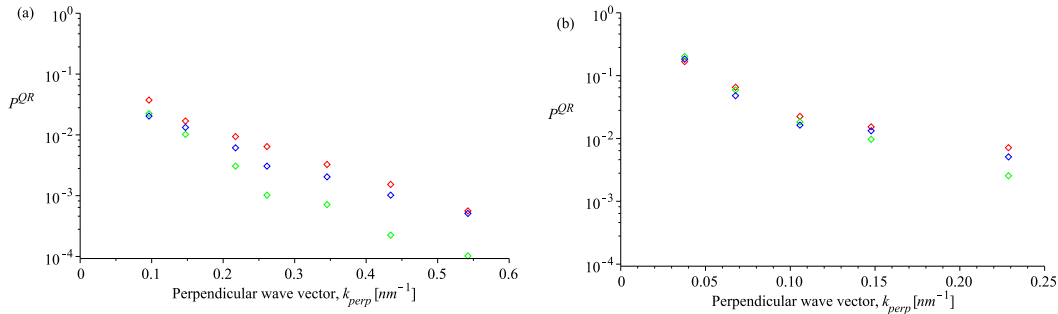 (a)
10^0
10^-1
P^QR
10^-2
10^-3
10^-4
0 0.1 0.2 0.3 0.4 0.5 0.6
Perpendicular wave vector, k_perp [nm^-1]
(b)
10^0
10^-1
P^QR
10^-2
10^-3
10^-4
0 0.05 0.10 0.15 0.20 0.25
Perpendicular wave vector, k_perp [nm^-1]